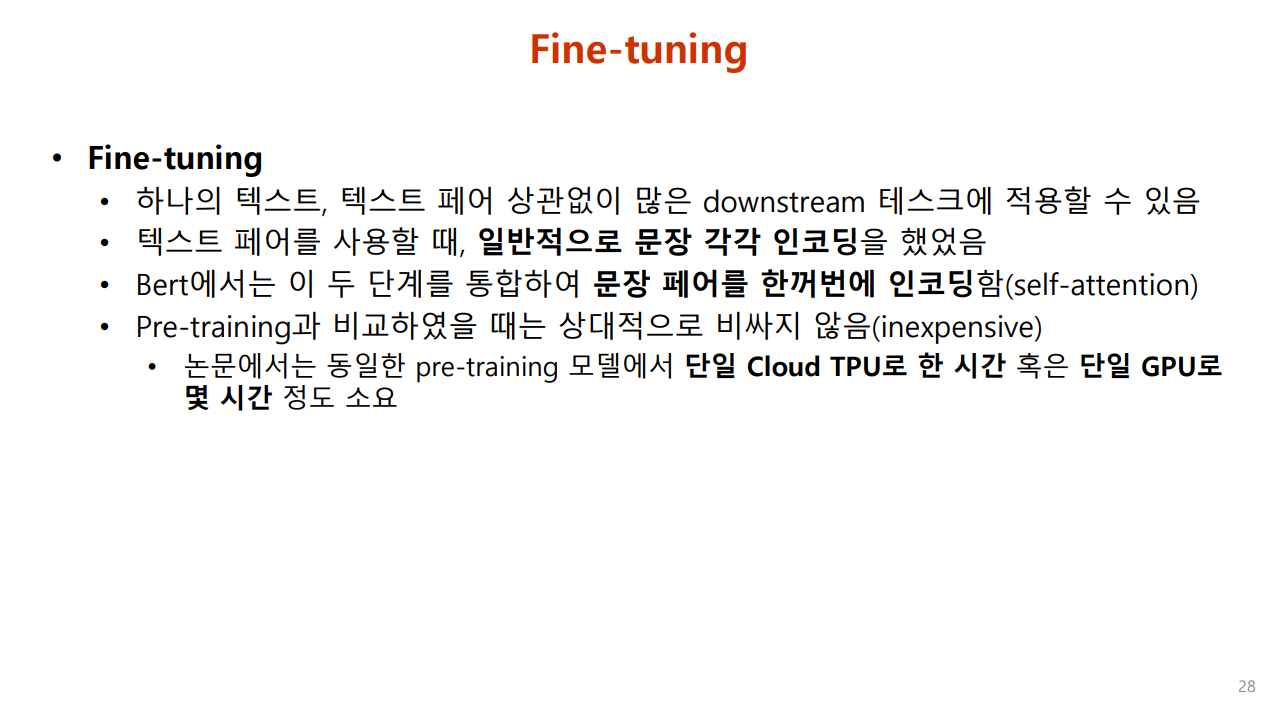 Fine-tuning
• Fine-tuning
• 하나의 텍스트, 텍스트 페어 상관없이 많은 downstream 테스크에 적용할 수 있음
• 텍스트 페어를 사용할 때, 일반적으로 문장 각각 인코딩을 했었음
• Bert에서는 이 두 단계를 통합하여 문장 페어를 한꺼번에 인코딩함(self-attention)
• Pre-training과 비교하였을 때는 상대적으로 비싸지 않음(inexpensive)
• 논문에서는 동일한 pre-training 모델에서 단일 Cloud TPU로 한 시간 혹은 단일 GPU로
몇 시간 정도 소요
28